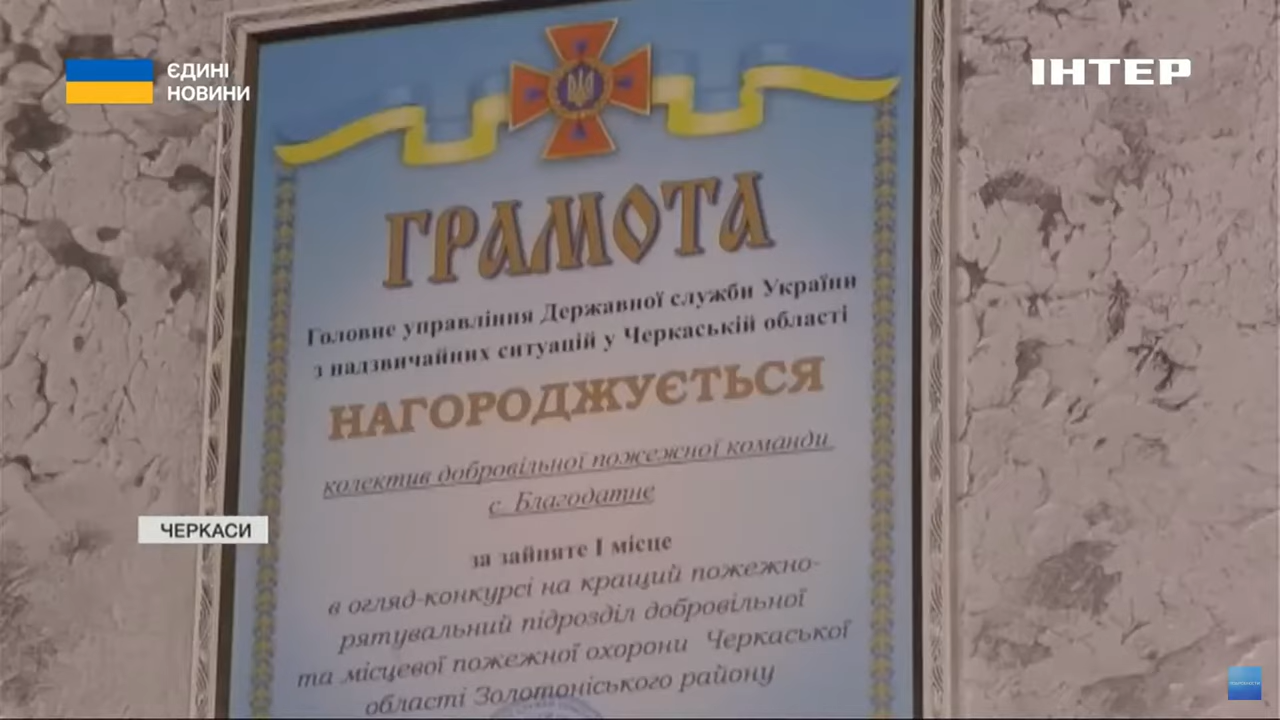 ЄДИНІ
НОВИНИ
ІНТЕР
ГРАМОТА
Головне управління Державної служби України
з надзвичайних ситуацій у Черкаській області
НАГОРОДЖУЄТЬСЯ
колектив добровільної пожежної команди
с. Благодатне
ЧЕРКАСИ
за зайняте І місце
в огляд-конкурсі на кращий пожежно-
рятувальний підрозділ добровільної
та місцевої пожежної охорони Черкаської
області Золотоніського району